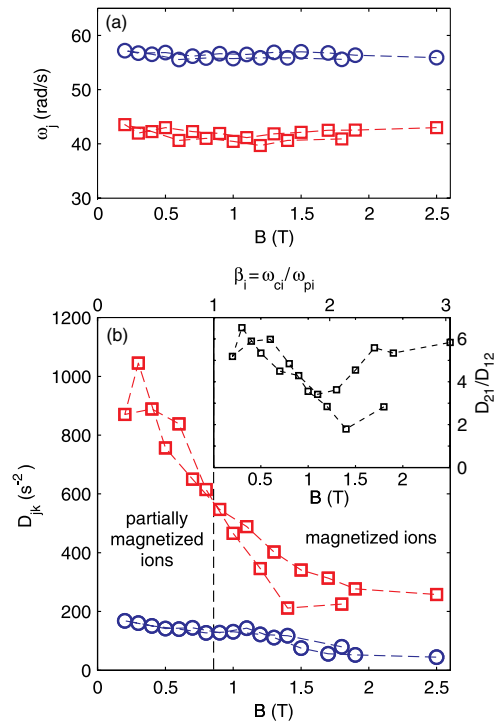 (a)
60
50
40
30
ω_j (rad/s)
0 0.5 1 1.5 2 2.5
B (T)
β_i = ω_ci/ω_pi
0 1 2 3
(b)
1200
1000
800
600
400
200
0
D_jk (s^-2)
partially
magnetized
ions
magnetized ions
6
4
2
0
D_21/D_12
0.5 1 1.5 2
B (T)
0 0.5 1 1.5 2 2.5
B (T)